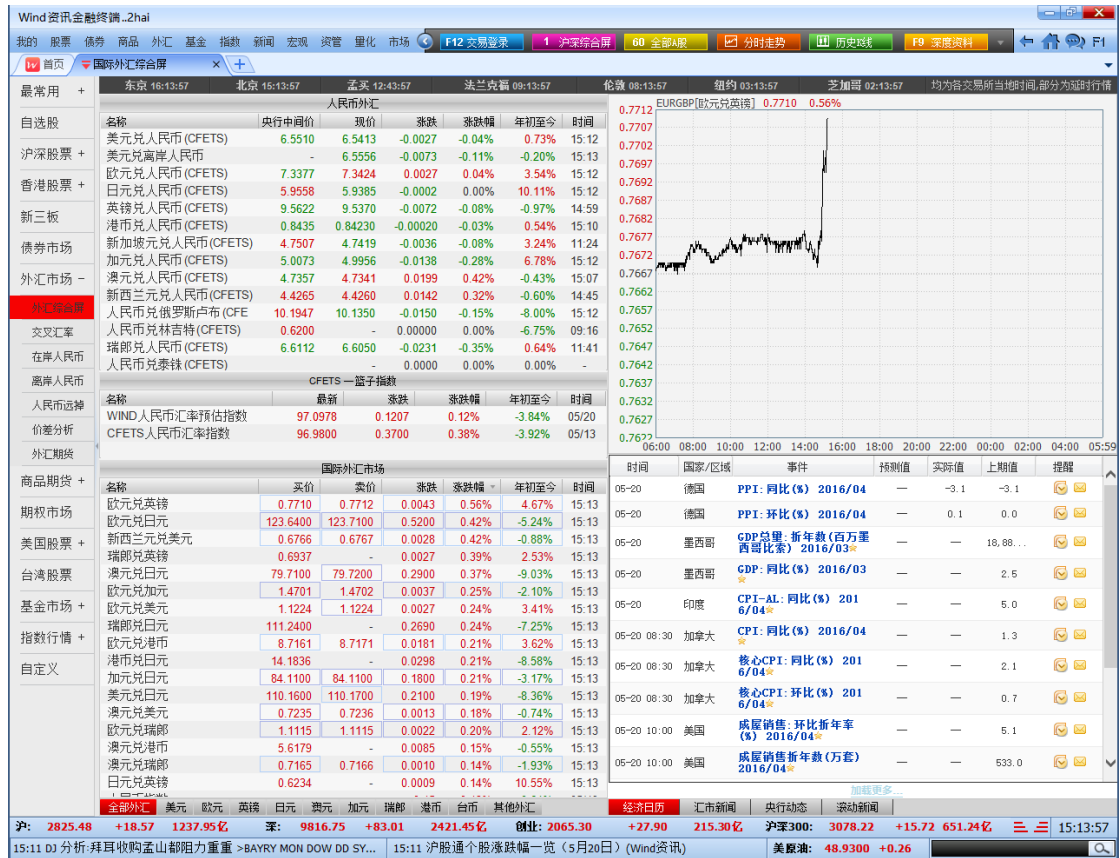 Wind资讯金融终端..2hai
我的 股票 债券 商品 外汇 基金 指数 新闻 宏观 资管 量化 市场 F12 交易登录 1 沪深综合屏 60 全部A股 分时走势 历史K线 F9 深度资料 F1
首页 国际外汇综合屏 × +
东京 16:13:57 北京 15:13:57 孟买 12:43:57 法兰克福 09:13:57 伦敦 08:13:57 纽约 03:13:57 芝加哥 02:13:57 均为各交易所当地时间,部分为延时行情
最常用 +
自选股
沪深股票 +
香港股票 +
新三板
债券市场
外汇市场 −
外汇综合屏
交叉汇率
在岸人民币
离岸人民币
人民币远掉
价差分析
外汇期货
商品期货 +
期权市场
美国股票 +
台湾股票
基金市场 +
指数行情 +
自定义
人民币外汇
名称 央行中间价 现价 涨跌 涨跌幅 年初至今 时间
美元兑人民币(CFETS) 6.5510 6.5413 -0.0027 -0.04% 0.73% 15:12
美元兑离岸人民币 - 6.5556 -0.0073 -0.11% -0.20% 15:13
欧元兑人民币(CFETS) 7.3377 7.3424 0.0027 0.04% 3.54% 15:12
日元兑人民币(CFETS) 5.9558 5.9385 -0.0002 0.00% 10.11% 15:12
英镑兑人民币(CFETS) 9.5622 9.5370 -0.0072 -0.08% -0.97% 14:59
港币兑人民币(CFETS) 0.8435 0.84230 -0.00020 -0.03% 0.54% 15:10
新加坡元兑人民币(CFETS) 4.7507 4.7419 -0.0036 -0.08% 3.24% 11:24
加元兑人民币(CFETS) 5.0073 4.9956 -0.0138 -0.28% 6.78% 15:12
澳元兑人民币(CFETS) 4.7357 4.7341 0.0199 0.42% -0.43% 15:07
新西兰元兑人民币(CFETS) 4.4265 4.4260 0.0142 0.32% -0.60% 14:45
人民币兑俄罗斯卢布(CFE 10.1947 10.1350 -0.0150 -0.15% -8.00% 15:12
人民币兑林吉特(CFETS) 0.6200 - 0.00000 0.00% -6.75% 09:16
瑞郎兑人民币(CFETS) 6.6112 6.6050 -0.0231 -0.35% 0.64% 11:41
人民币兑泰铢(CFETS) - 0.0000 0.00% 0.00% -
CFETS 一篮子指数
名称 最新 涨跌 涨跌幅 年初至今 时间
WIND人民币汇率预估指数 97.0978 0.1207 0.12% -3.84% 05/20
CFETS人民币汇率指数 96.9800 0.3700 0.38% -3.92% 05/13
国际外汇市场
名称 买价 卖价 涨跌 涨跌幅 年初至今 时间
欧元兑英镑 0.7710 0.7712 0.0043 0.56% 4.67% 15:13
欧元兑日元 123.6400 123.7100 0.5200 0.42% -5.24% 15:13
新西兰元兑美元 0.6766 0.6767 0.0028 0.42% -0.88% 15:13
瑞郎兑英镑 0.6937 - 0.0027 0.39% 2.53% 15:13
澳元兑日元 79.7100 79.7200 0.2900 0.37% -9.03% 15:13
欧元兑加元 1.4701 1.4702 0.0037 0.25% -2.10% 15:13
欧元兑美元 1.1224 1.1224 0.0027 0.24% 3.41% 15:13
瑞郎兑日元 111.2400 - 0.2690 0.24% -7.25% 15:13
欧元兑港币 8.7161 8.7171 0.0181 0.21% 3.62% 15:13
港币兑日元 14.1836 - 0.0298 0.21% -8.58% 15:13
加元兑日元 84.1100 84.1100 0.1800 0.21% -3.17% 15:13
美元兑日元 110.1600 110.1700 0.2100 0.19% -8.36% 15:13
澳元兑美元 0.7235 0.7236 0.0013 0.18% -0.74% 15:13
欧元兑瑞郎 1.1115 1.1115 0.0022 0.20% 2.12% 15:13
澳元兑港币 5.6179 - 0.0085 0.15% -0.55% 15:13
澳元兑瑞郎 0.7165 0.7166 0.0010 0.14% -1.93% 15:13
日元兑英镑 0.6234 - 0.0009 0.14% 10.55% 15:13
全部外汇 美元 欧元 英镑 日元 澳元 加元 瑞郎 港币 台币 其他外汇
EURGBP[欧元兑英镑] 0.7710 0.56%
0.7712
0.7707
0.7702
0.7697
0.7692
0.7687
0.7682
0.7677
0.7672
0.7667
0.7662
0.7657
0.7652
0.7647
0.7642
0.7637
0.7632
0.7627
0.7622
06:00 08:00 10:00 12:00 14:00 16:00 18:00 20:00 22:00 00:00 02:00 04:00 05:59
时间 国家/区域 事件 预测值 实际值 上期值 提醒
05-20 德国 PPI:同比(%) 2016/04 — -3.1 -3.1
05-20 德国 PPI:环比(%) 2016/04 — 0.1 0.0
05-20 墨西哥 GDP总量:折年数(百万墨西哥比索) 2016/03 — — 18,88...
05-20 墨西哥 GDP:同比(%) 2016/03 — — 2.5
05-20 印度 CPI-AL:同比(%) 2016/04 — — 5.0
05-20 08:30 加拿大 CPI:同比(%) 2016/04 — — 1.3
05-20 08:30 加拿大 核心CPI:同比(%) 2016/04 — — 2.1
05-20 08:30 加拿大 核心CPI:环比(%) 2016/04 — — 0.7
05-20 10:00 美国 成屋销售:环比折年率(%) 2016/04 — — 5.1
05-20 10:00 美国 成屋销售折年数(万套) 2016/04 — — 533.0
加载更多...
经济日历 汇市新闻 央行动态 滚动新闻
沪: 2825.48 +18.57 1237.95亿 深: 9816.75 +83.01 2421.45亿 创业: 2065.30 +27.90 215.30亿 沪深300: 3078.22 +15.72 651.24亿 15:13:57
15:11 DJ 分析:拜耳收购孟山都阻力重重 >BAYRY MON DOW DD SY... 15:11 沪股通个股涨跌幅一览（5月20日）(Wind资讯) 美原油: 48.9300 +0.26